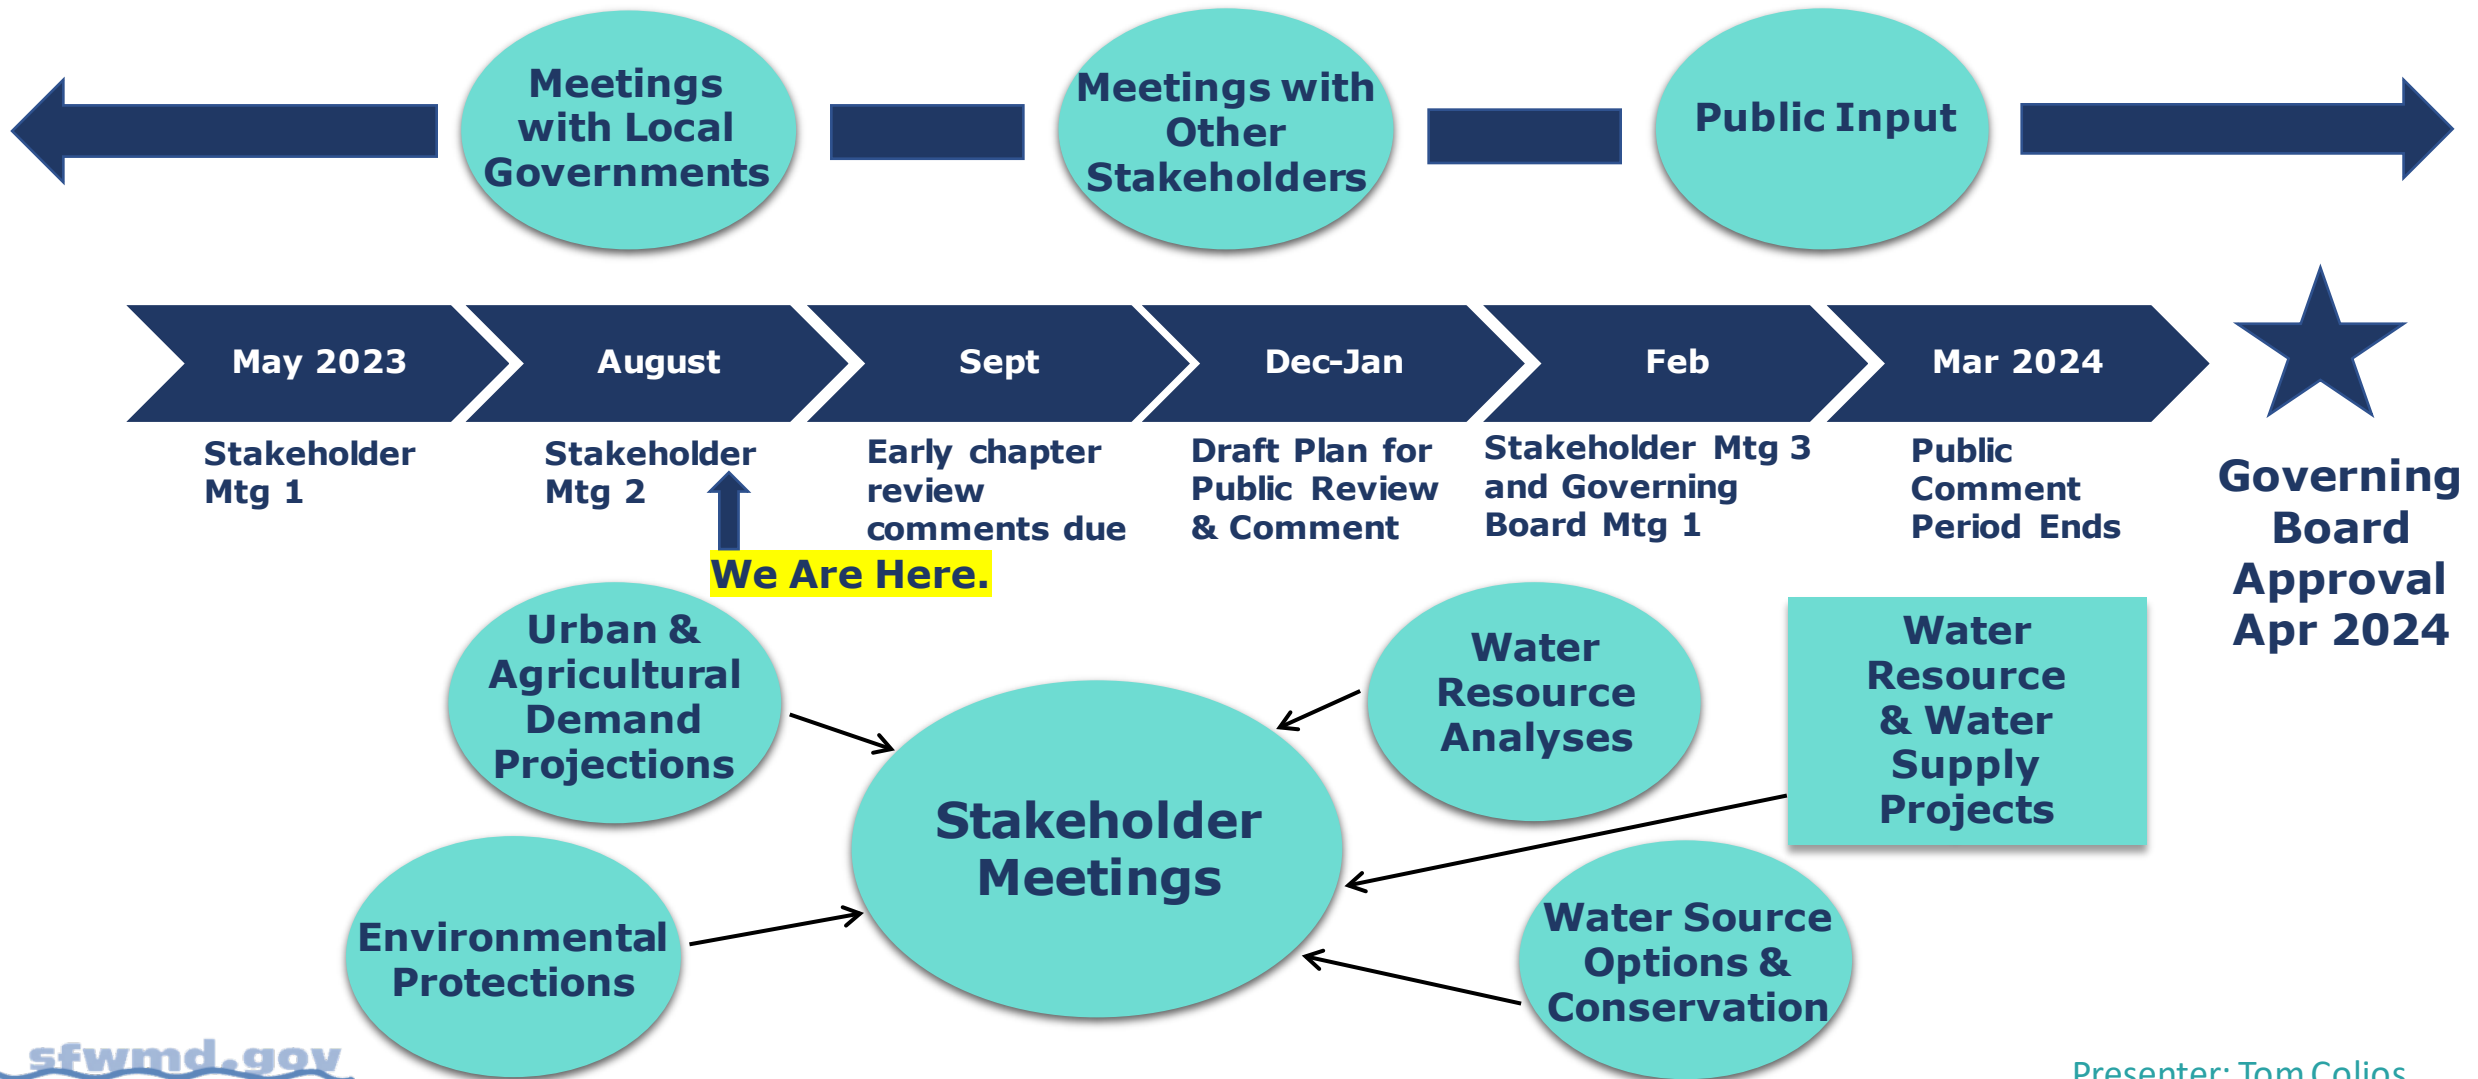 Meetings
with Local
Governments
Meetings with
Other
Stakeholders
Public Input
May 2023
August
Sept
Dec-Jan
Feb
Mar 2024
Stakeholder
Mtg 1
Stakeholder
Mtg 2
Early chapter
review
comments due
Draft Plan for
Public Review
& Comment
Stakeholder Mtg 3
and Governing
Board Mtg 1
Public
Comment
Period Ends
Governing
Board
Approval
Apr 2024
We Are Here.
Urban &
Agricultural
Demand
Projections
Water
Resource
Analyses
Water
Resource
& Water
Supply
Projects
Stakeholder
Meetings
Environmental
Protections
Water Source
Options &
Conservation
sfwmd.gov
Presenter: Tom Colios